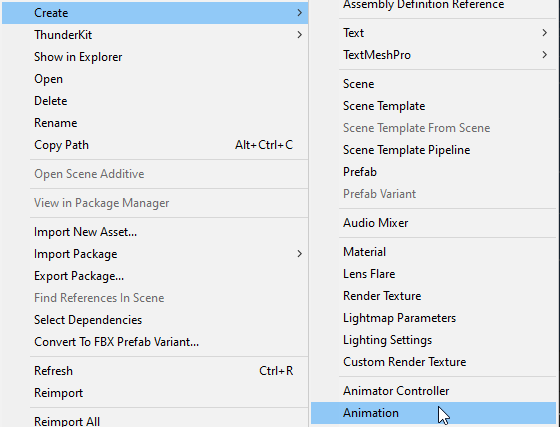 Create
ThunderKit
Show in Explorer
Open
Delete
Rename
Copy Path Alt+Ctrl+C
Open Scene Additive
View in Package Manager
Import New Asset...
Import Package
Export Package...
Find References In Scene
Select Dependencies
Convert To FBX Prefab Variant...
Refresh Ctrl+R
Reimport
Reimport All
Assembly Definition Reference
Text
TextMeshPro
Scene
Scene Template
Scene Template From Scene
Scene Template Pipeline
Prefab
Prefab Variant
Audio Mixer
Material
Lens Flare
Render Texture
Lightmap Parameters
Lighting Settings
Custom Render Texture
Animator Controller
Animation